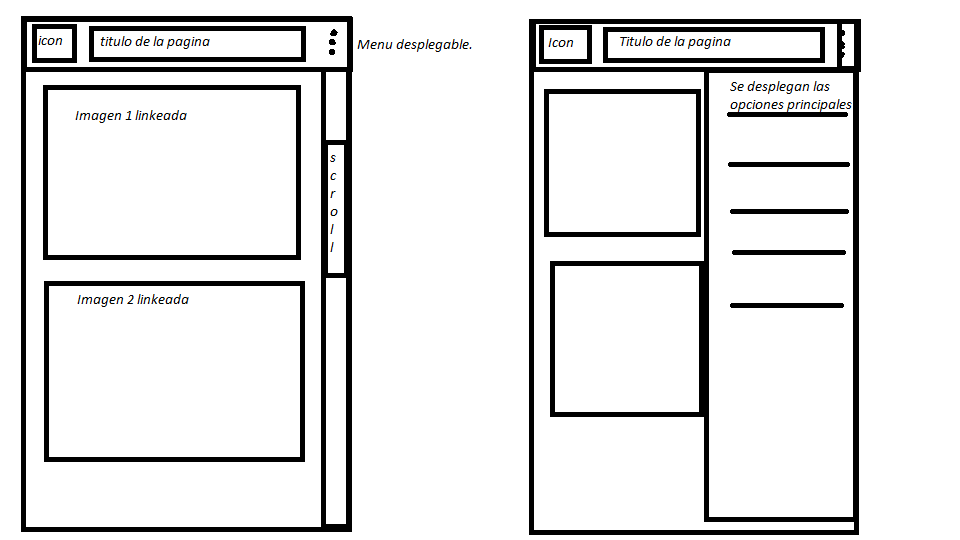 icon
titulo de la pagina
Menu desplegable.
Imagen 1 linkeada
s
c
r
o
l
l
Imagen 2 linkeada
Icon
Titulo de la pagina
Se desplegan las
opciones principales